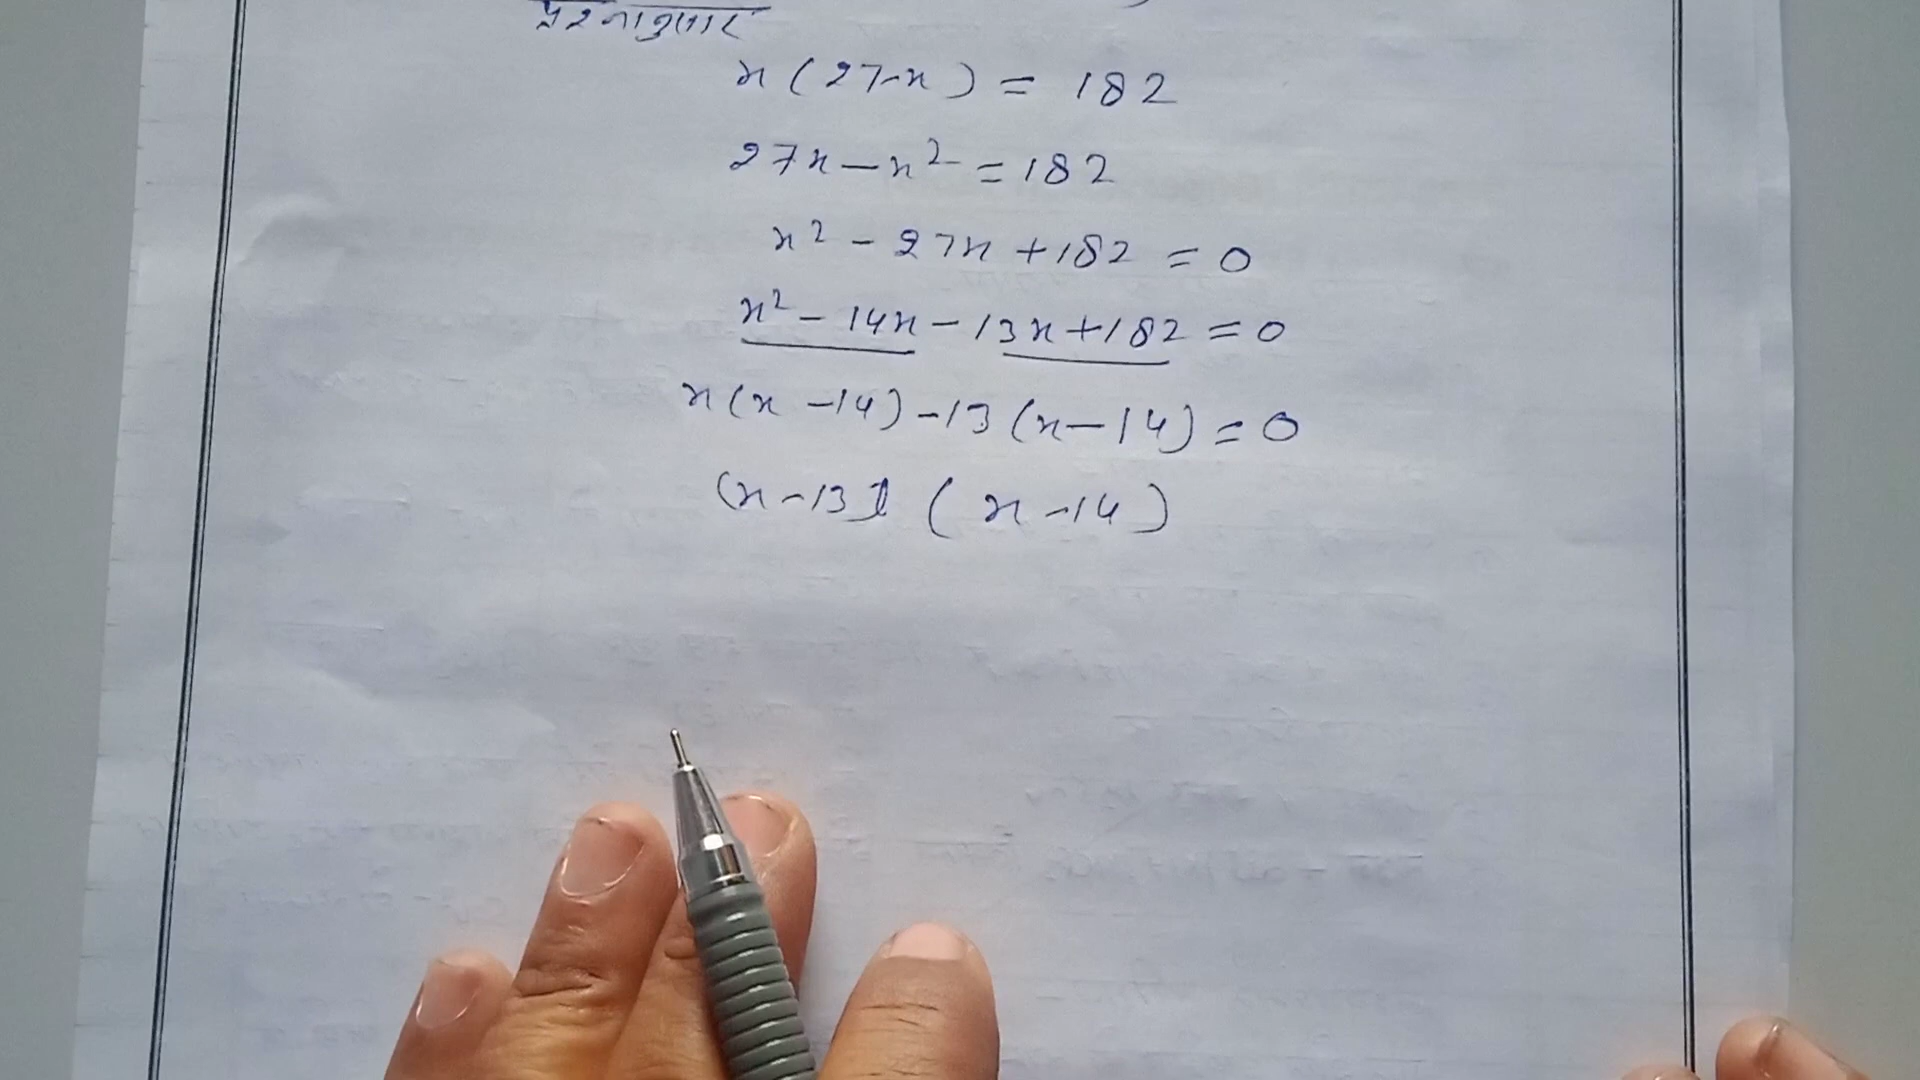 प्रश्नानुसार
x(27-x) = 182
27x - x² = 182
x² - 27x + 182 = 0
x² - 14x - 13x + 182 = 0
x(x - 14) - 13(x - 14) = 0
(x - 13) (x - 14)